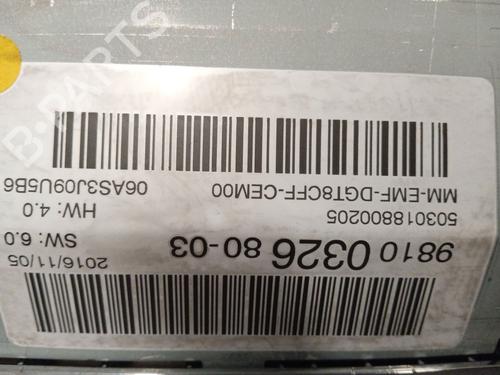 2016/11/05
9810 0326 80-03
SW: 6.0
503018800205
HW: 4.0
MM-EMF-DGT8CFF-CEM00
06AS3J09U5B6
B-PARTS